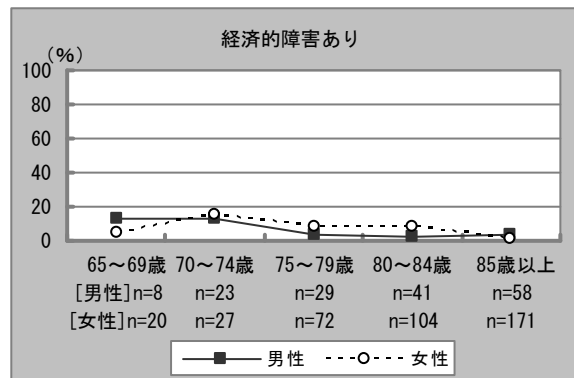 経済的障害あり
(%)
100
80
60
40
20
0
65～69歳 70～74歳 75～79歳 80～84歳 85歳以上
[男性]n=8 n=23 n=29 n=41 n=58
[女性]n=20 n=27 n=72 n=104 n=171
男性 女性